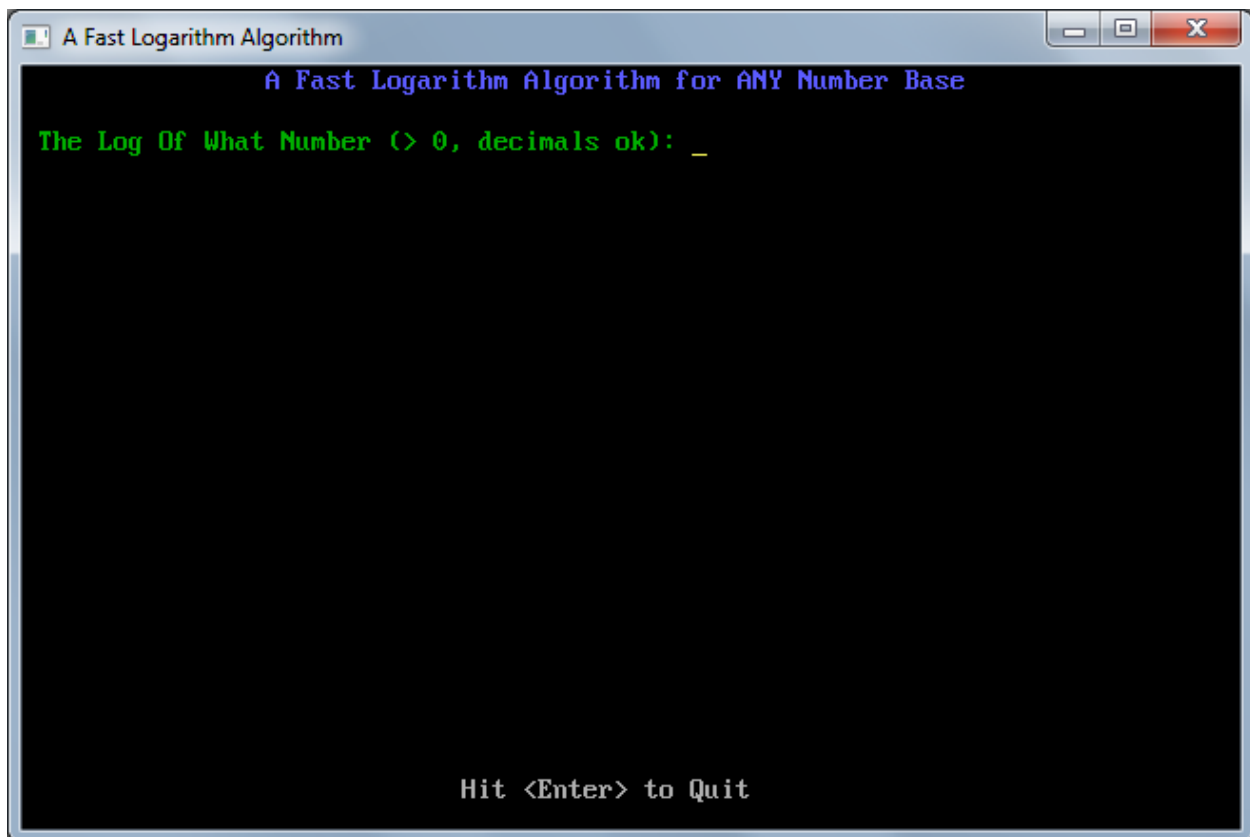 A Fast Logarithm Algorithm
A Fast Logarithm Algorithm for ANY Number Base
The Log Of What Number (> 0, decimals ok): _
Hit <Enter> to Quit